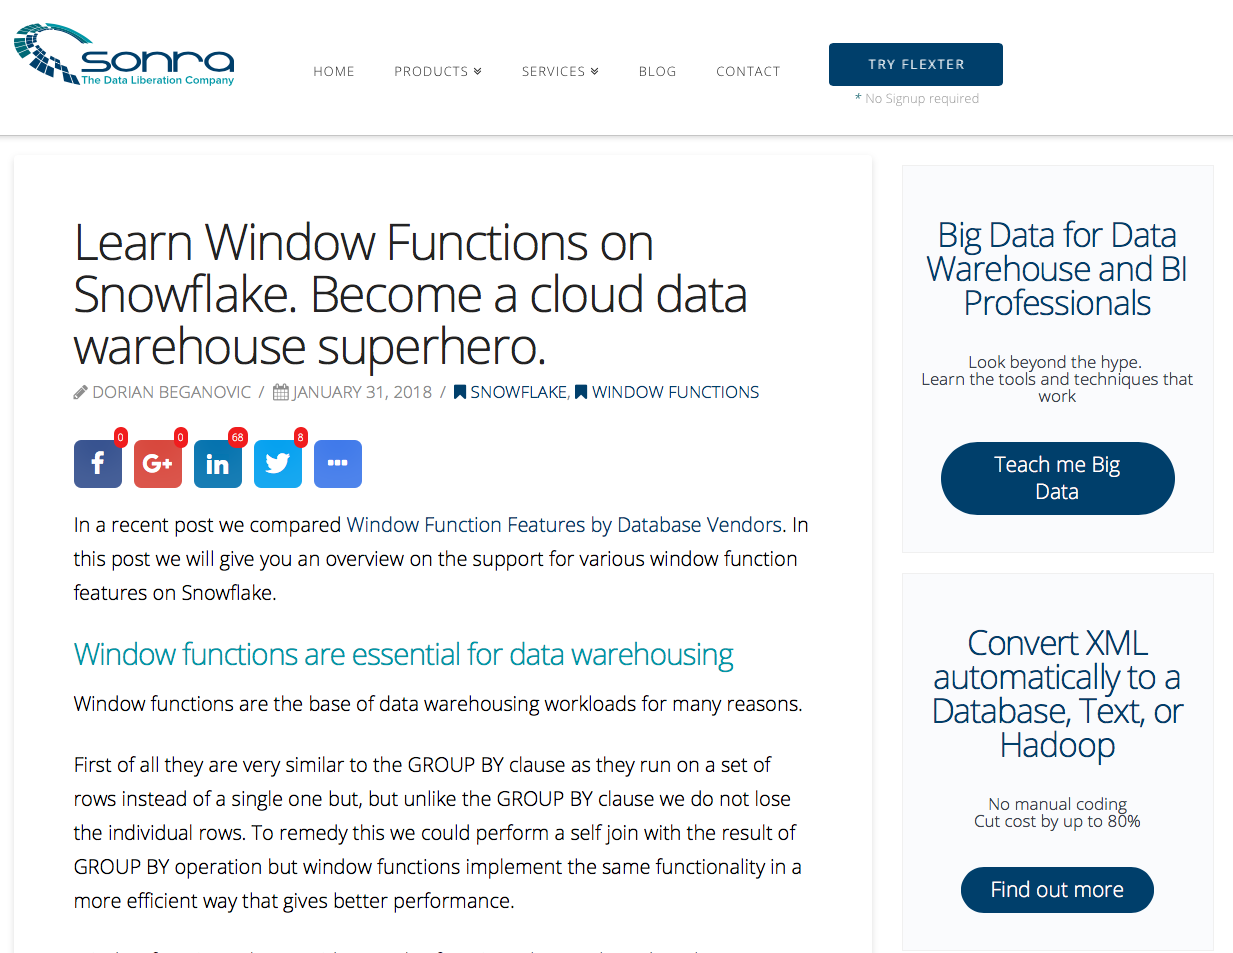 sonra
The Data Liberation Company
HOME
PRODUCTS
SERVICES
BLOG
CONTACT
TRY FLEXTER
* No Signup required
Learn Window Functions on
Snowflake. Become a cloud data
warehouse superhero.
DORIAN BEGANOVIC / JANUARY 31, 2018 / SNOWFLAKE, WINDOW FUNCTIONS
0
0
68
8
f
G+
in
In a recent post we compared Window Function Features by Database Vendors. In
this post we will give you an overview on the support for various window function
features on Snowflake.
Window functions are essential for data warehousing
Window functions are the base of data warehousing workloads for many reasons.
First of all they are very similar to the GROUP BY clause as they run on a set of
rows instead of a single one but, but unlike the GROUP BY clause we do not lose
the individual rows. To remedy this we could perform a self join with the result of
GROUP BY operation but window functions implement the same functionality in a
more efficient way that gives better performance.
Big Data for Data
Warehouse and BI
Professionals
Look beyond the hype.
Learn the tools and techniques that
work
Teach me Big
Data
Convert XML
automatically to a
Database, Text, or
Hadoop
No manual coding
Cut cost by up to 80%
Find out more